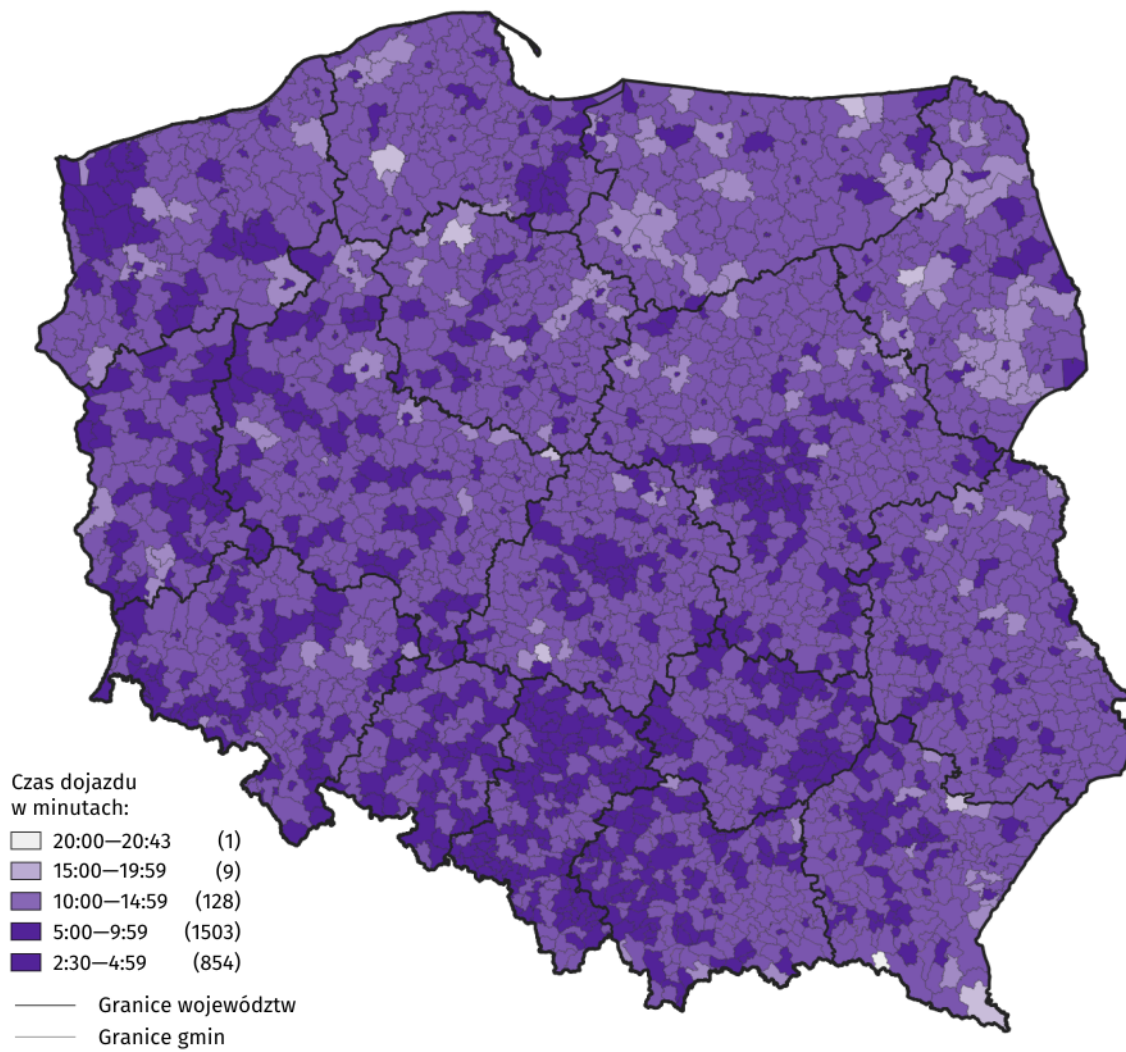 Czas dojazdu
w minutach:
20:00—20:43 (1)
15:00—19:59 (9)
10:00—14:59 (128)
5:00—9:59 (1503)
2:30—4:59 (854)
Granice województw
Granice gmin